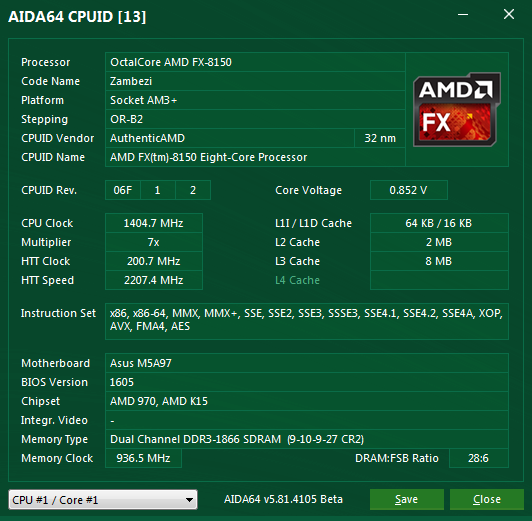 AIDA64 CPUID [13]
Processor OctalCore AMD FX-8150
Code Name Zambezi
Platform Socket AM3+
Stepping OR-B2
CPUID Vendor AuthenticAMD 32 nm
CPUID Name AMD FX(tm)-8150 Eight-Core Processor
AMD
FX
CPUID Rev. 06F 1 2 Core Voltage 0.852 V
CPU Clock 1404.7 MHz L1I / L1D Cache 64 KB / 16 KB
Multiplier 7x L2 Cache 2 MB
HTT Clock 200.7 MHz L3 Cache 8 MB
HTT Speed 2207.4 MHz L4 Cache
Instruction Set x86, x86-64, MMX, MMX+, SSE, SSE2, SSE3, SSSE3, SSE4.1, SSE4.2, SSE4A, XOP,
AVX, FMA4, AES
Motherboard Asus M5A97
BIOS Version 1605
Chipset AMD 970, AMD K15
Integr. Video -
Memory Type Dual Channel DDR3-1866 SDRAM (9-10-9-27 CR2)
Memory Clock 936.5 MHz DRAM:FSB Ratio 28:6
CPU #1 / Core #1 AIDA64 v5.81.4105 Beta Save Close